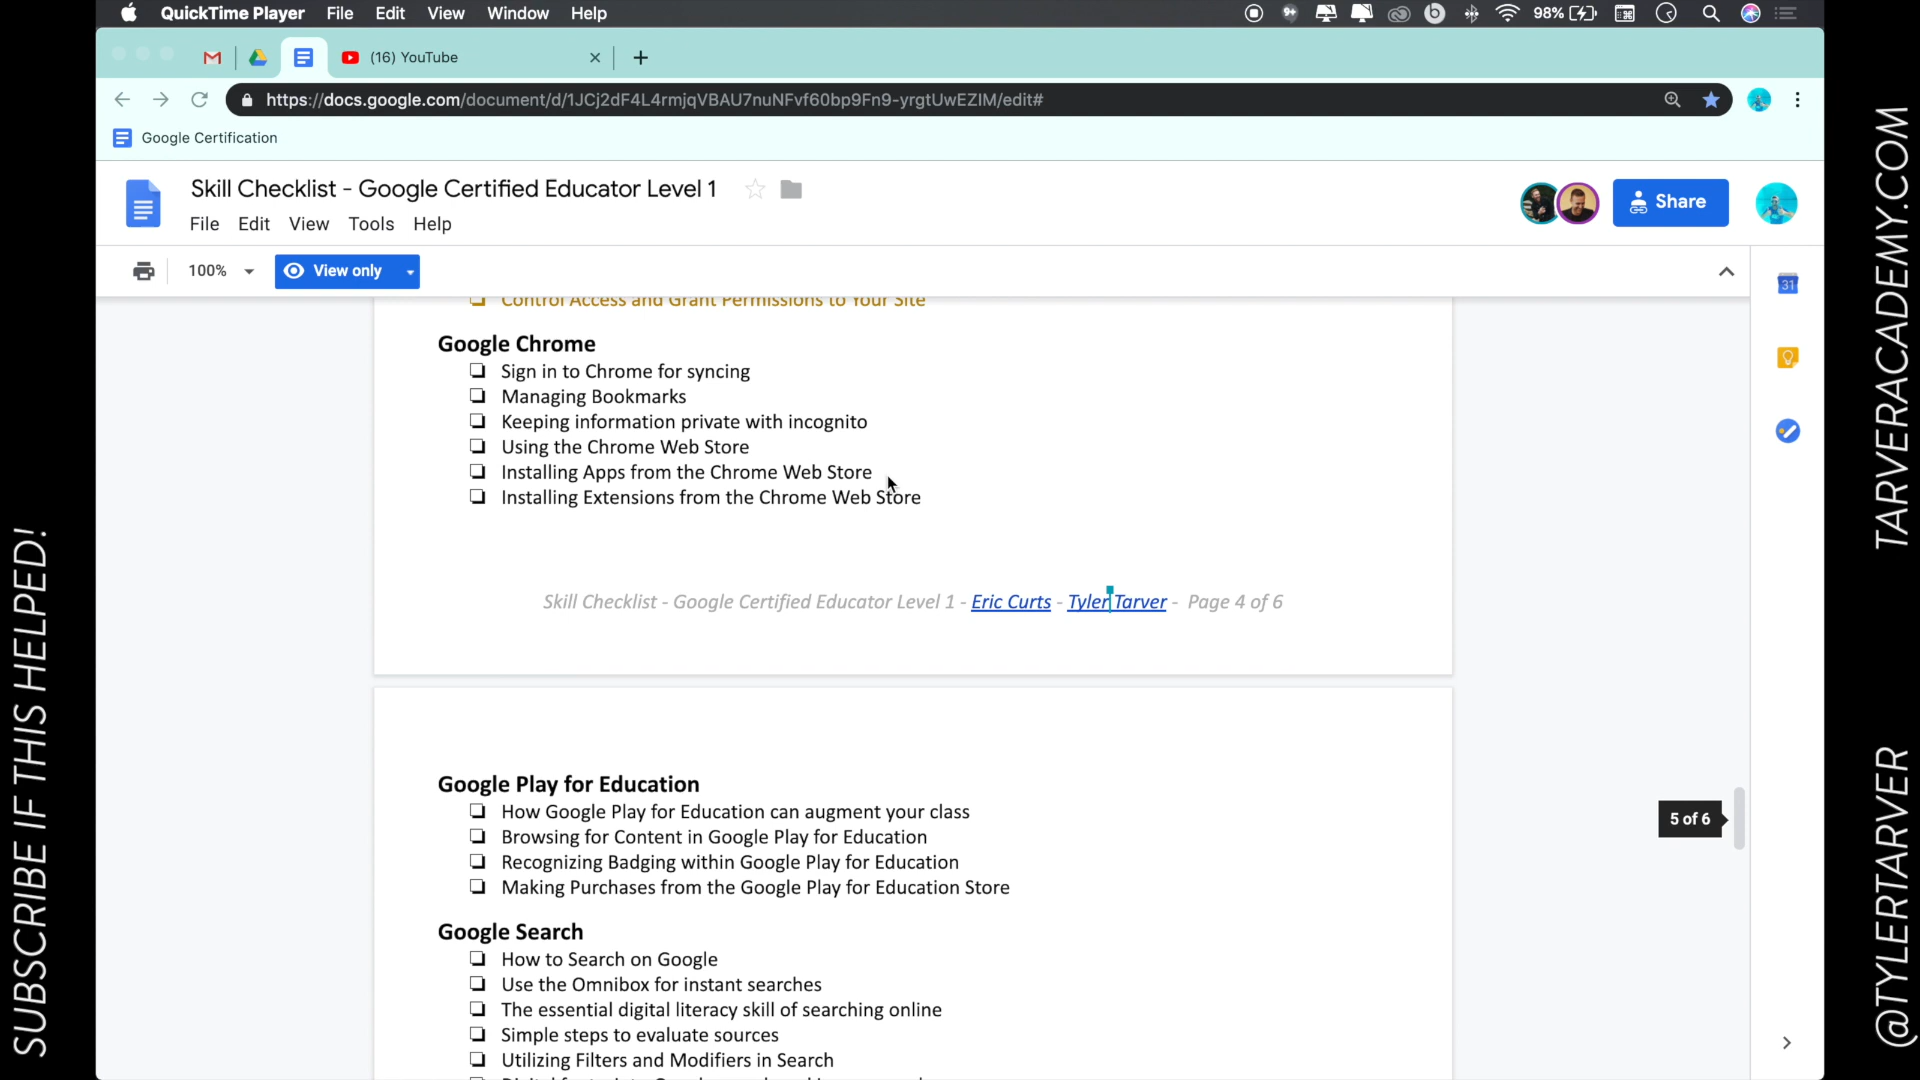 QuickTime Player File Edit View Window Help 98%
(16) YouTube
https://docs.google.com/document/d/1JCj2dF4L4rmjqVBAU7nuNFvf60bp9Fn9-yrgtUwEZIM/edit#
Google Certification
Skill Checklist - Google Certified Educator Level 1
Share
File Edit View Tools Help
100% View only
31
Control Access and Grant Permissions to Your Site
Google Chrome
Sign in to Chrome for syncing
Managing Bookmarks
Keeping information private with incognito
Using the Chrome Web Store
Installing Apps from the Chrome Web Store
Installing Extensions from the Chrome Web Store
Skill Checklist - Google Certified Educator Level 1 - Eric Curts - Tyler Tarver - Page 4 of 6
Google Play for Education
How Google Play for Education can augment your class
5 of 6
Browsing for Content in Google Play for Education
Recognizing Badging within Google Play for Education
Making Purchases from the Google Play for Education Store
Google Search
How to Search on Google
Use the Omnibox for instant searches
The essential digital literacy skill of searching online
Simple steps to evaluate sources
Utilizing Filters and Modifiers in Search
SUBSCRIBE IF THIS HELPED!
TARVERACADEMY.COM
@TYLERTARVER